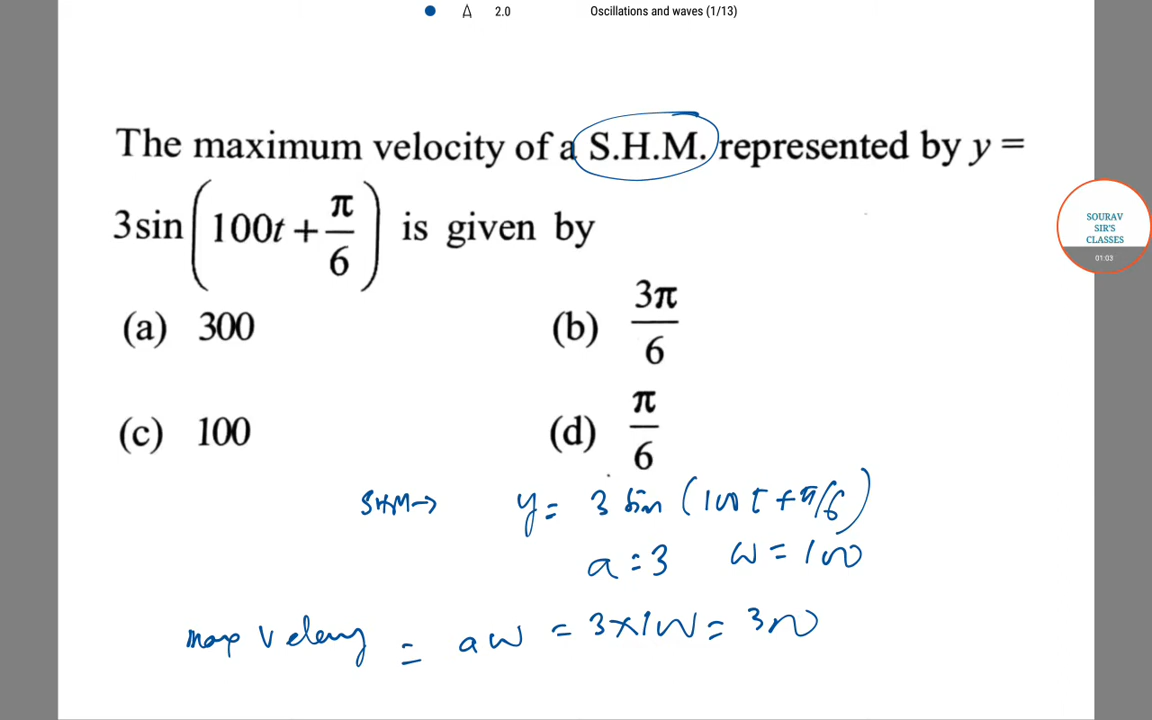 2.0 Oscillations and waves (1/13)
The maximum velocity of a S.H.M. represented by y =
3 sin(100t + π/6) is given by
(a) 300 (b) 3π/6
(c) 100 (d) π/6
SHM→ y = 3 sin (100t + π/6)
a = 3 ω = 100
max velocity = aω = 3×100 = 300
SOURAV
SIR'S
CLASSES
01:03